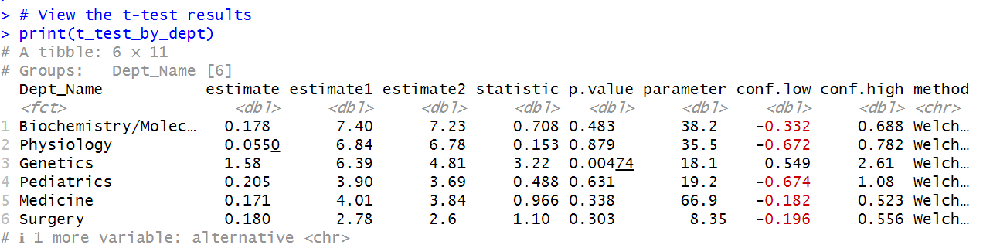 > # View the t-test results
> print(t_test_by_dept)
# A tibble: 6 × 11
# Groups:   Dept_Name [6]
  Dept_Name          estimate estimate1 estimate2 statistic p.value parameter conf.low conf.high method
  <fct>                 <dbl>     <dbl>     <dbl>     <dbl>   <dbl>     <dbl>    <dbl>     <dbl> <chr>
1 Biochemistry/Molec…  0.178       7.40      7.23     0.708 0.483       38.2    -0.332     0.688 Welch…
2 Physiology           0.0550      6.84      6.78     0.153 0.879       35.5    -0.672     0.782 Welch…
3 Genetics             1.58        6.39      4.81     3.22  0.00474     18.1     0.549     2.61  Welch…
4 Pediatrics           0.205       3.90      3.69     0.488 0.631       19.2    -0.674     1.08  Welch…
5 Medicine             0.171       4.01      3.84     0.966 0.338       66.9    -0.182     0.523 Welch…
6 Surgery              0.180       2.78      2.6      1.10  0.303        8.35   -0.196     0.556 Welch…
# ℹ 1 more variable: alternative <chr>